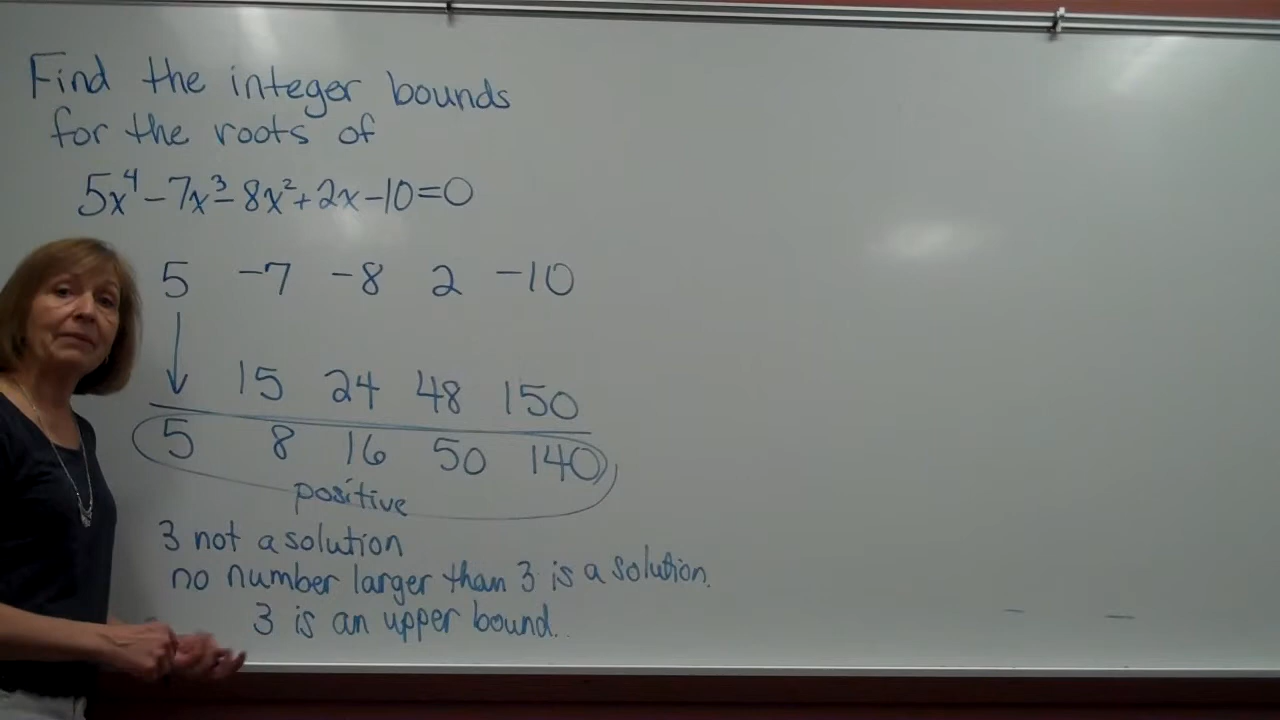 Find the integer bounds
for the roots of
5x⁴-7x³-8x²+2x-10=0
5 -7 -8 2 -10
15 24 48 150
5 8 16 50 140
positive
3 not a solution
no number larger than 3 is a solution.
3 is an upper bound..